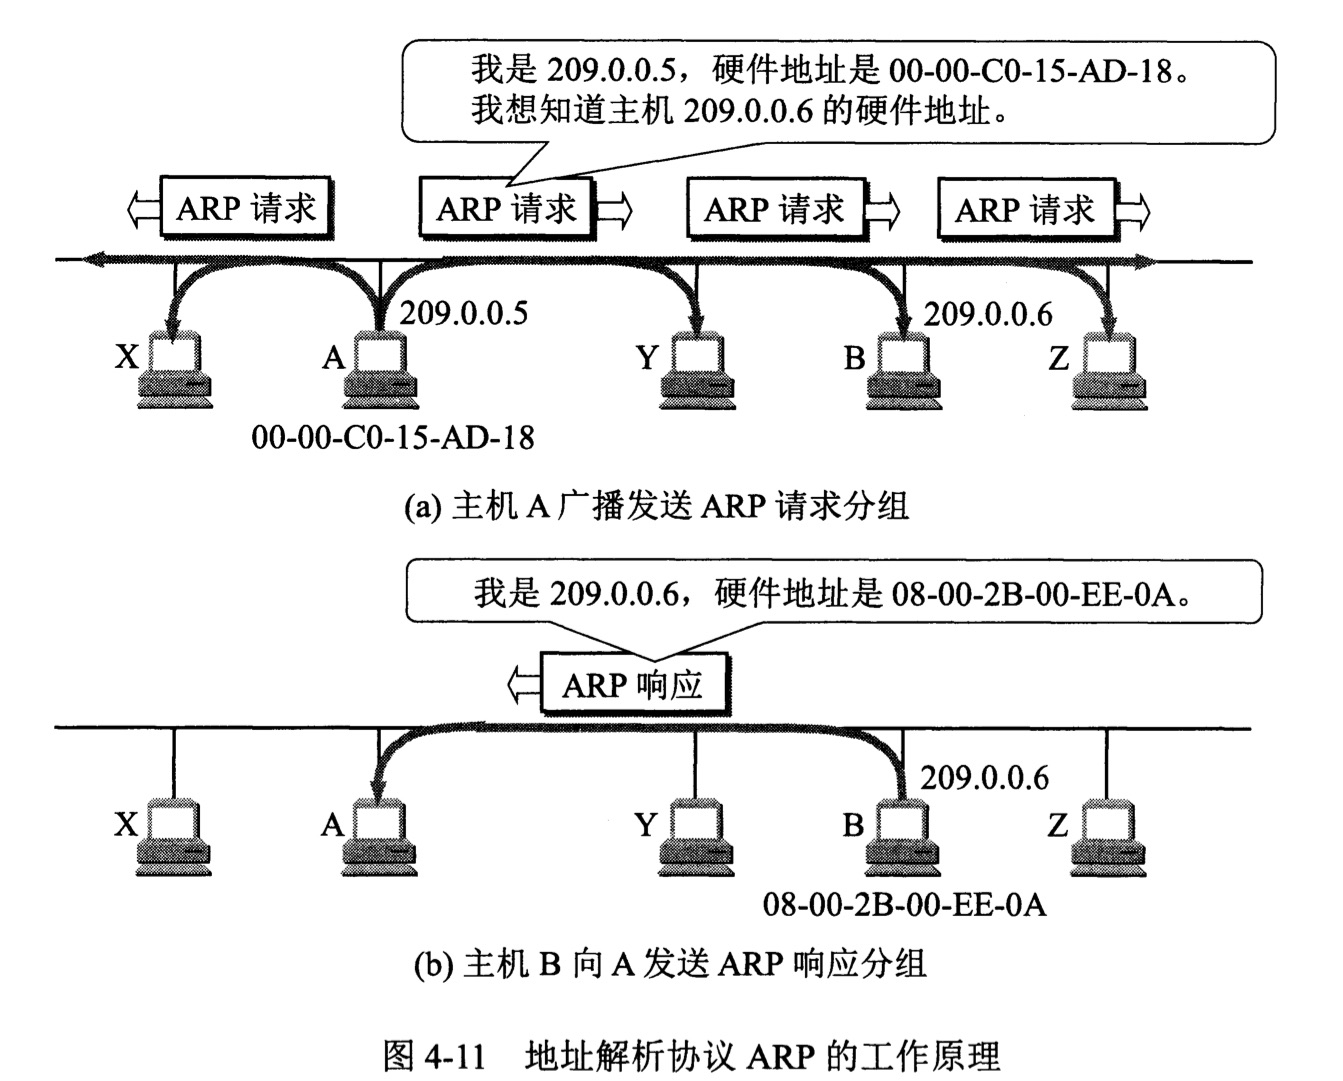 我是 209.0.0.5，硬件地址是 00-00-C0-15-AD-18。
我想知道主机 209.0.0.6 的硬件地址。
ARP 请求
ARP 请求
ARP 请求
ARP 请求
209.0.0.5
209.0.0.6
X
A
Y
B
Z
00-00-C0-15-AD-18
(a) 主机 A 广播发送 ARP 请求分组
我是 209.0.0.6，硬件地址是 08-00-2B-00-EE-0A。
ARP 响应
209.0.0.6
X
A
Y
B
Z
08-00-2B-00-EE-0A
(b) 主机 B 向 A 发送 ARP 响应分组
图 4-11 地址解析协议 ARP 的工作原理